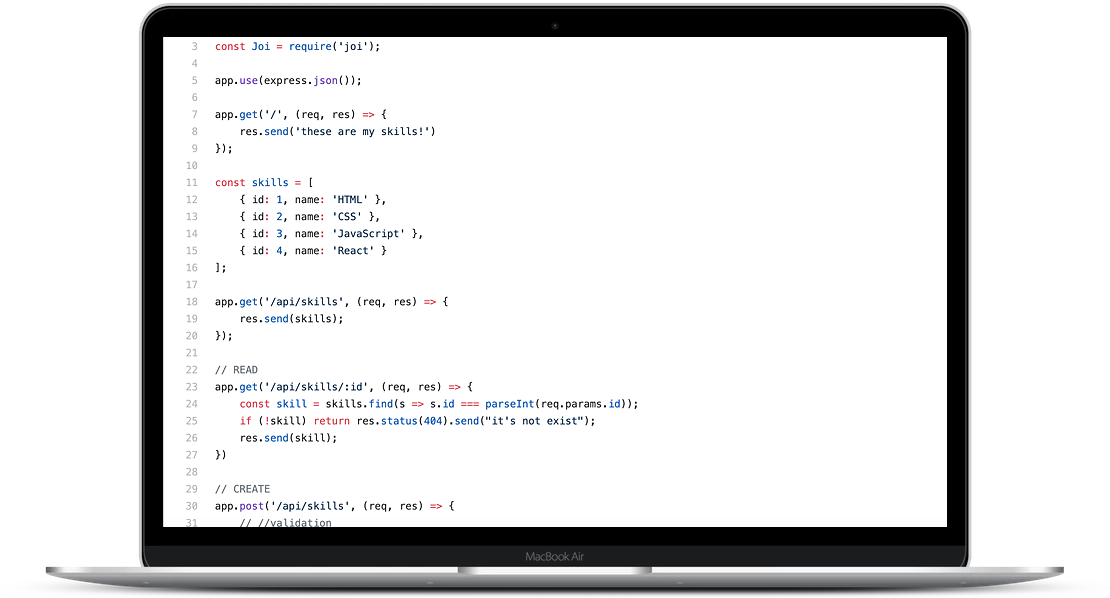 3 const Joi = require('joi');
4
5 app.use(express.json());
6
7 app.get('/', (req, res) => {
8     res.send('these are my skills!')
9 });
10
11 const skills = [
12     { id: 1, name: 'HTML' },
13     { id: 2, name: 'CSS' },
14     { id: 3, name: 'JavaScript' },
15     { id: 4, name: 'React' }
16 ];
17
18 app.get('/api/skills', (req, res) => {
19     res.send(skills);
20 });
21
22 // READ
23 app.get('/api/skills/:id', (req, res) => {
24     const skill = skills.find(s => s.id === parseInt(req.params.id));
25     if (!skill) return res.status(404).send("it's not exist");
26     res.send(skill);
27 })
28
29 // CREATE
30 app.post('/api/skills', (req, res) => {
31     // //validation
MacBook Air